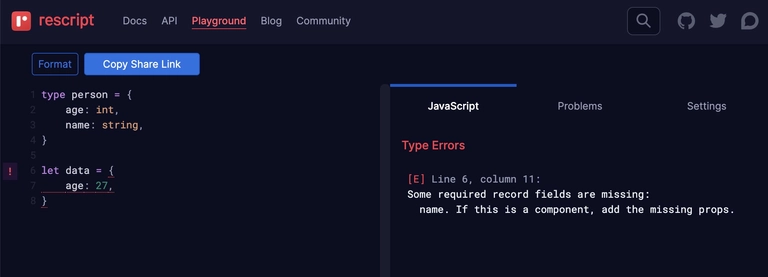 rescript Docs API Playground Blog Community
Format Copy Share Link
1 type person = {
2 age: int,
3 name: string,
4 }
5
! 6 let data = {
7 age: 27,
8 }
JavaScript Problems Settings
Type Errors
[E] Line 6, column 11:
Some required record fields are missing:
name. If this is a component, add the missing props.